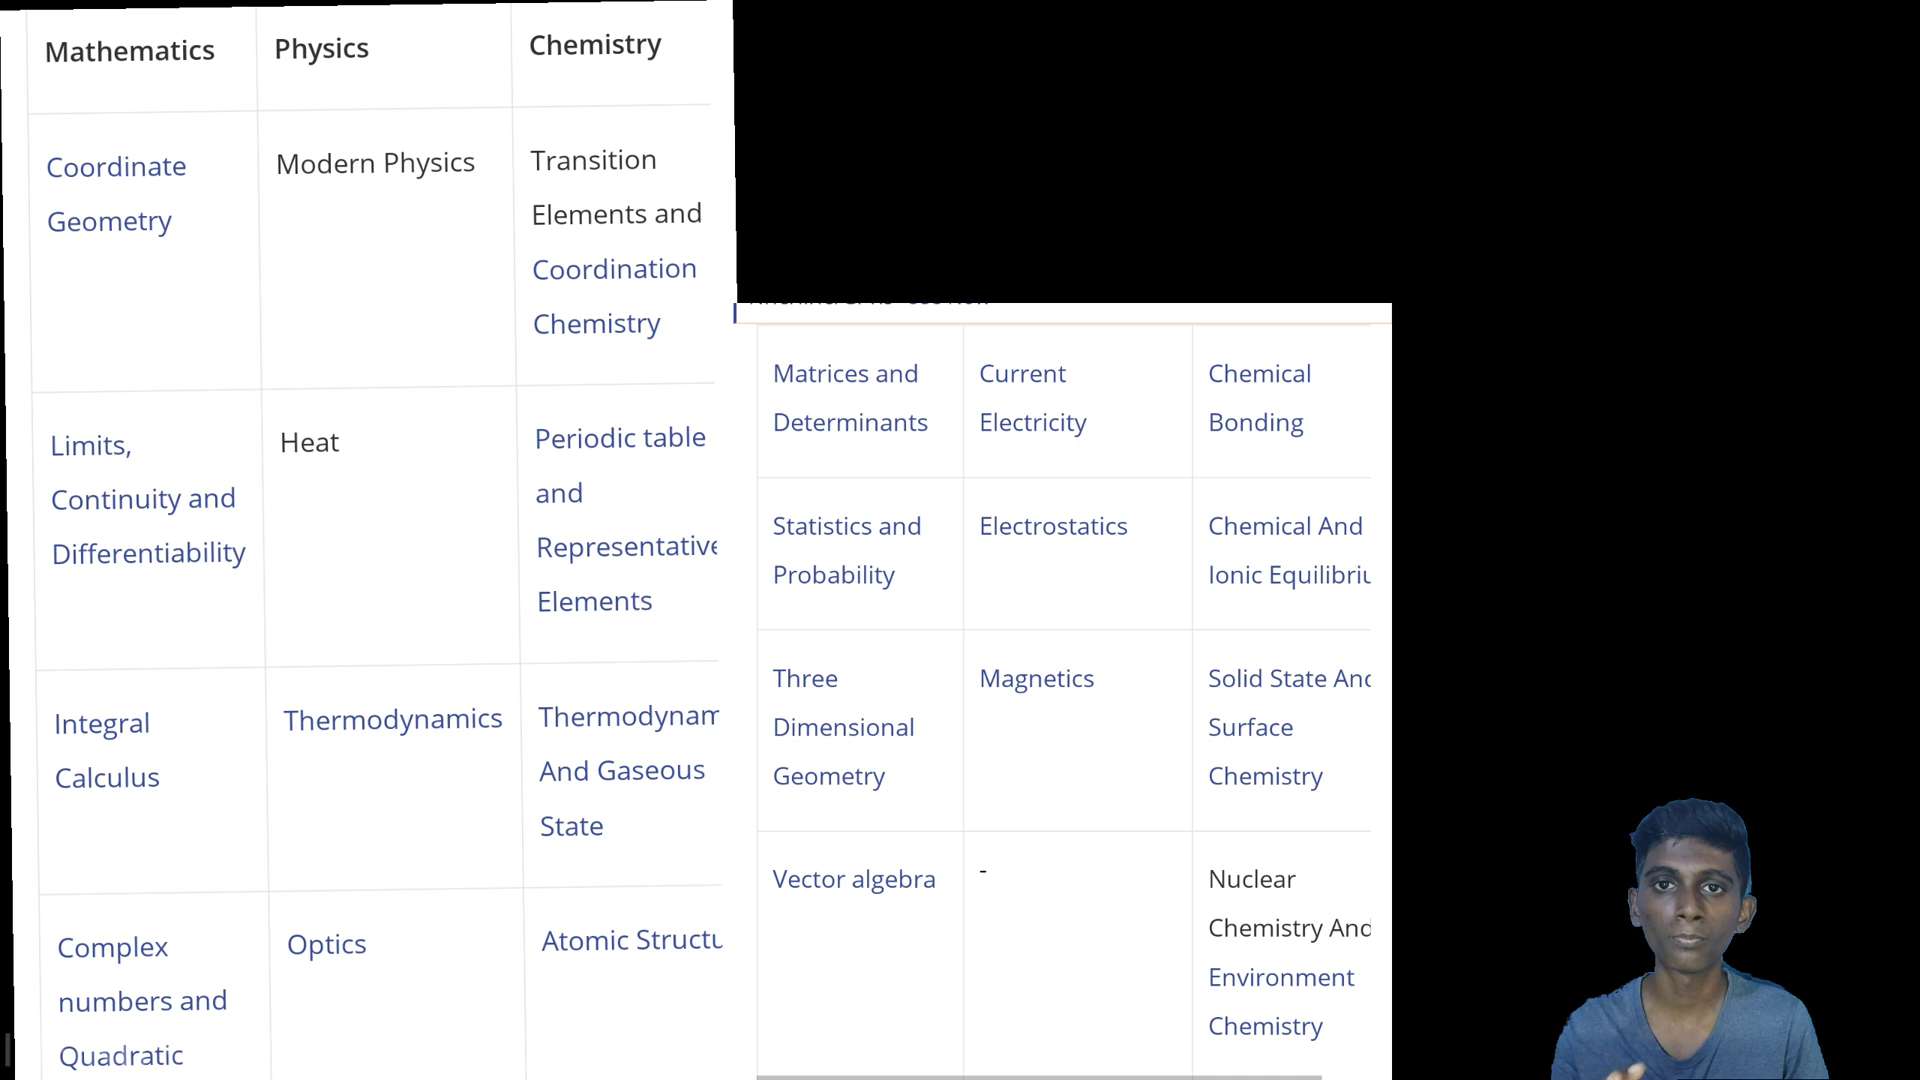 Mathematics
Physics
Chemistry
Coordinate
Geometry
Modern Physics
Transition
Elements and
Coordination
Chemistry
Limits,
Continuity and
Differentiability
Heat
Periodic table
and
Representative
Elements
Integral
Calculus
Thermodynamics
Thermodynam
And Gaseous
State
Complex
numbers and
Quadratic
Optics
Atomic Structu
Matrices and
Determinants
Current
Electricity
Chemical
Bonding
Statistics and
Probability
Electrostatics
Chemical And
Ionic Equilibriu
Three
Dimensional
Geometry
Magnetics
Solid State And
Surface
Chemistry
Vector algebra
-
Nuclear
Chemistry And
Environment
Chemistry